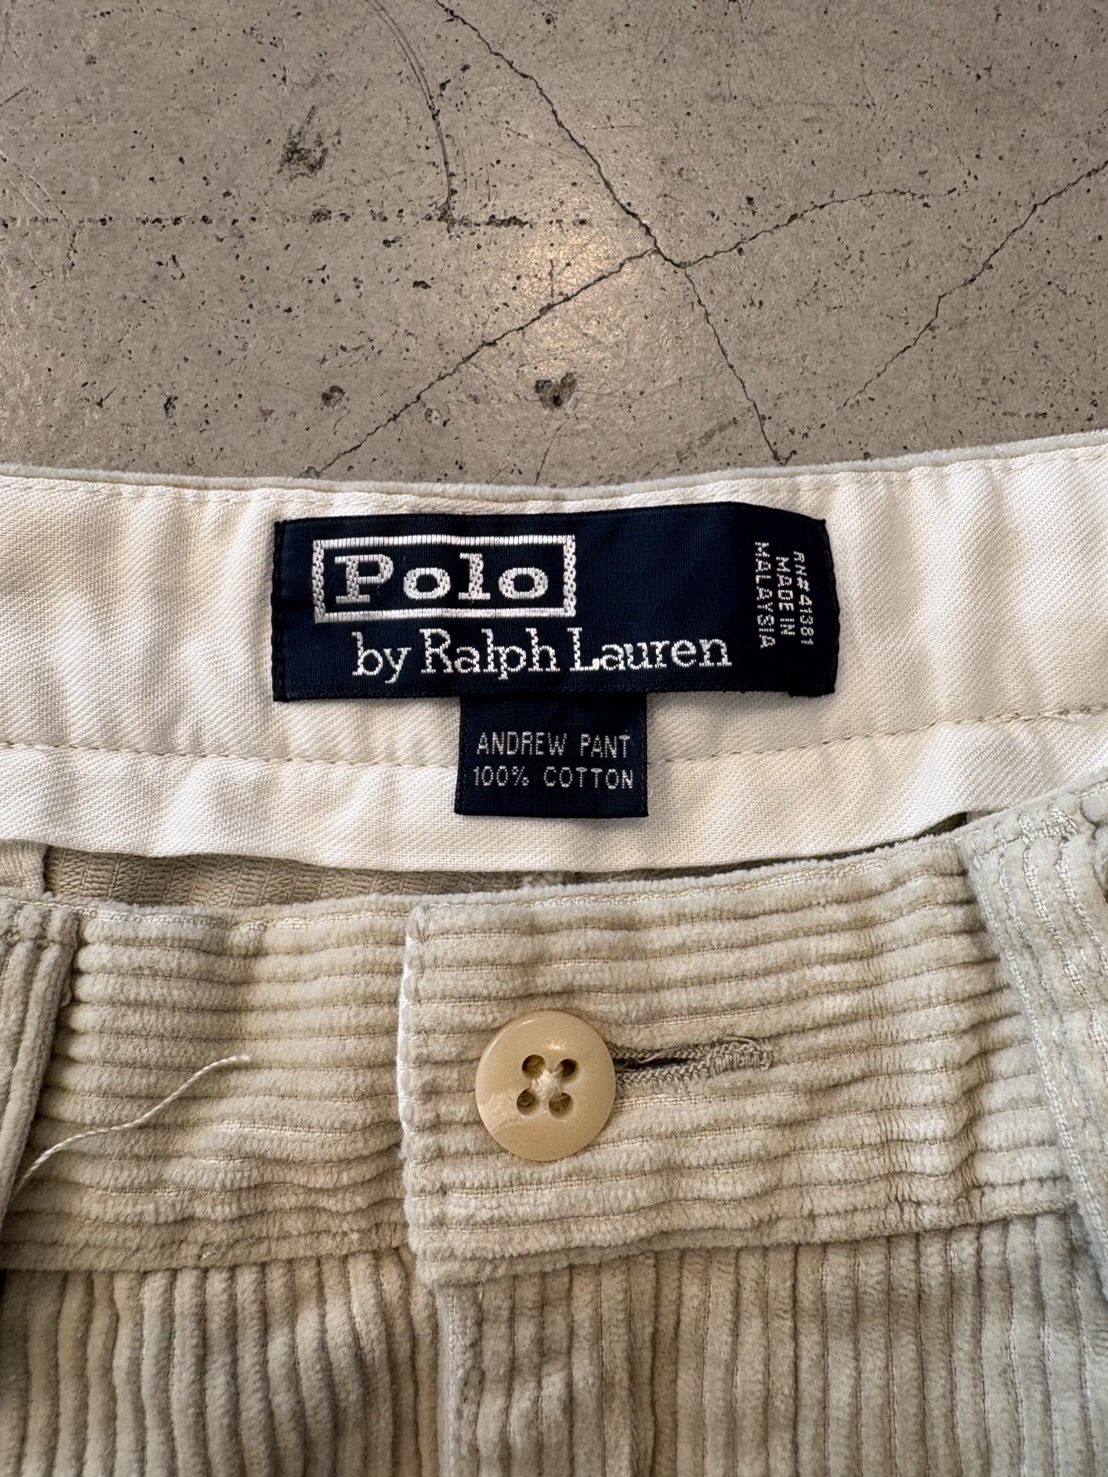 Polo
by Ralph Lauren
RN#41381
MADE IN
MALAYSIA
ANDREW PANT
100% COTTON